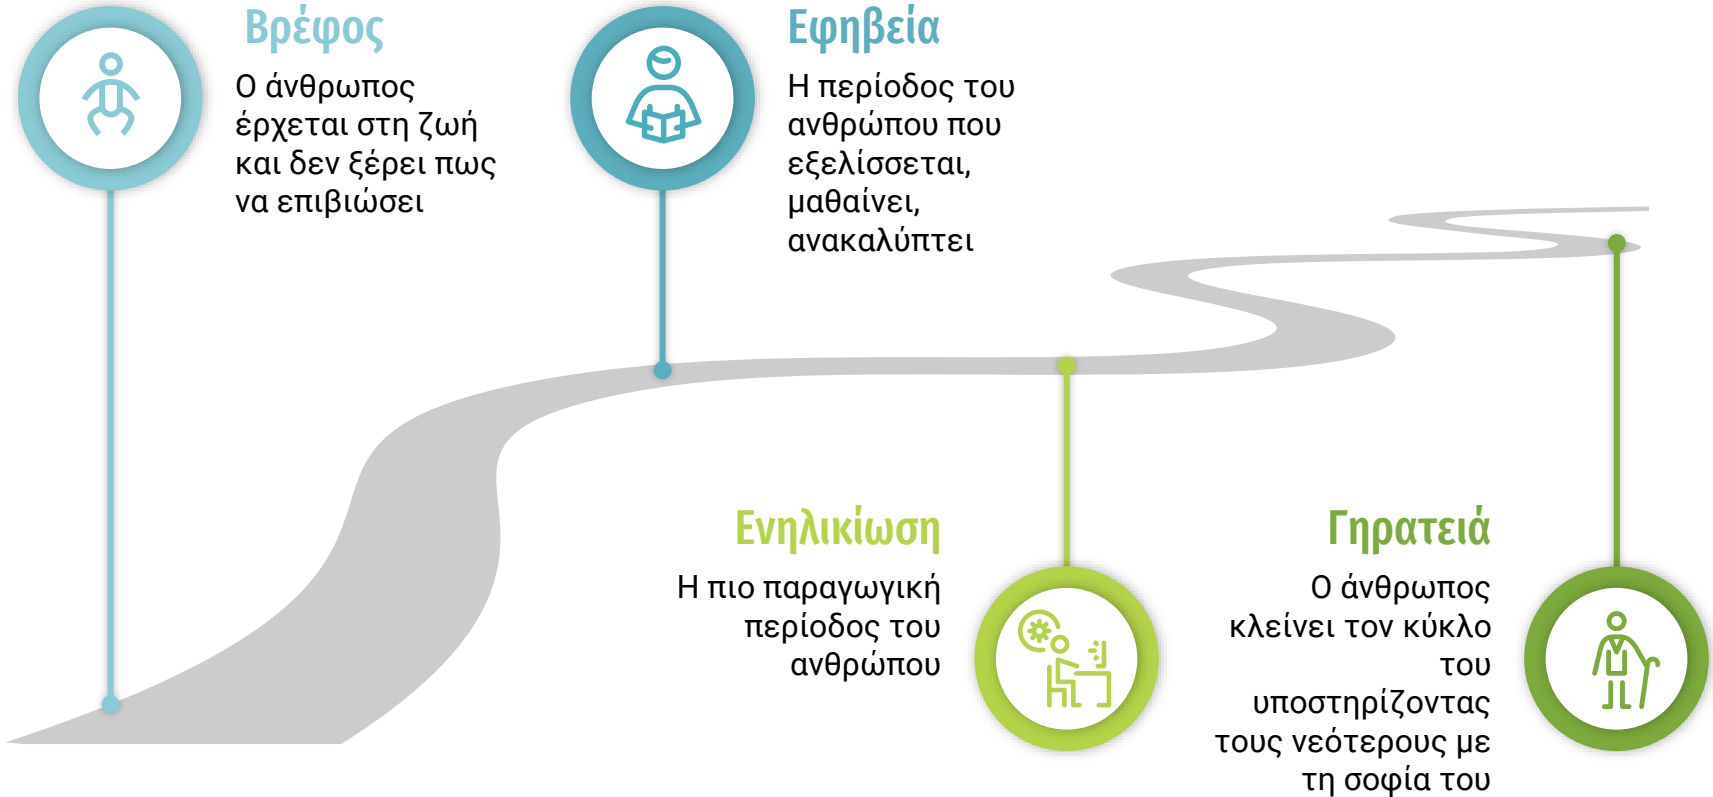 Βρέφος
Ο άνθρωπος
έρχεται στη ζωή
και δεν ξέρει πως
να επιβιώσει
Εφηβεία
Η περίοδος του
ανθρώπου που
εξελίσσεται,
μαθαίνει,
ανακαλύπτει
Ενηλικίωση
Η πιο παραγωγική
περίοδος του
ανθρώπου
Γηρατειά
Ο άνθρωπος
κλείνει τον κύκλο
του
υποστηρίζοντας
τους νεότερους με
τη σοφία του